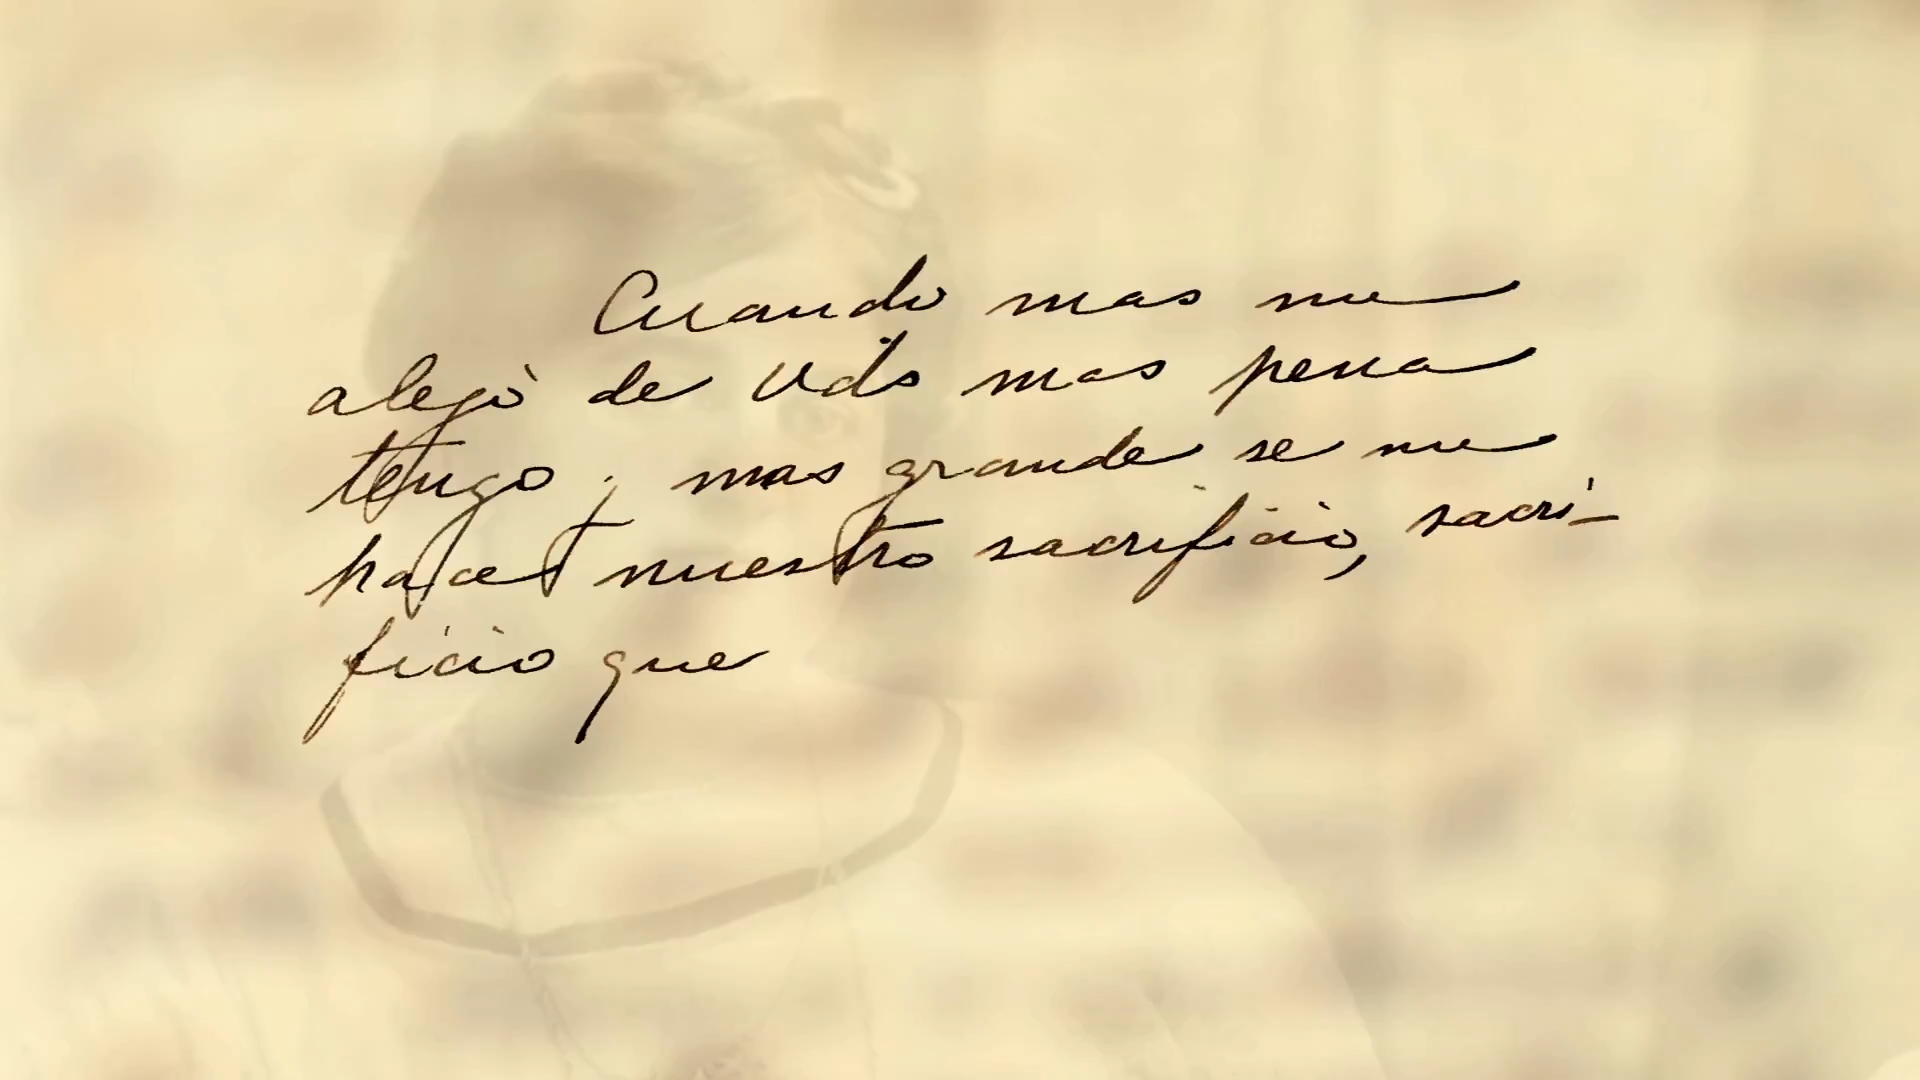 Cuando mas me
alejo de Vds mas pena
tengo, mas grande se me
hace nuestro sacrificio, sacri-
ficio que